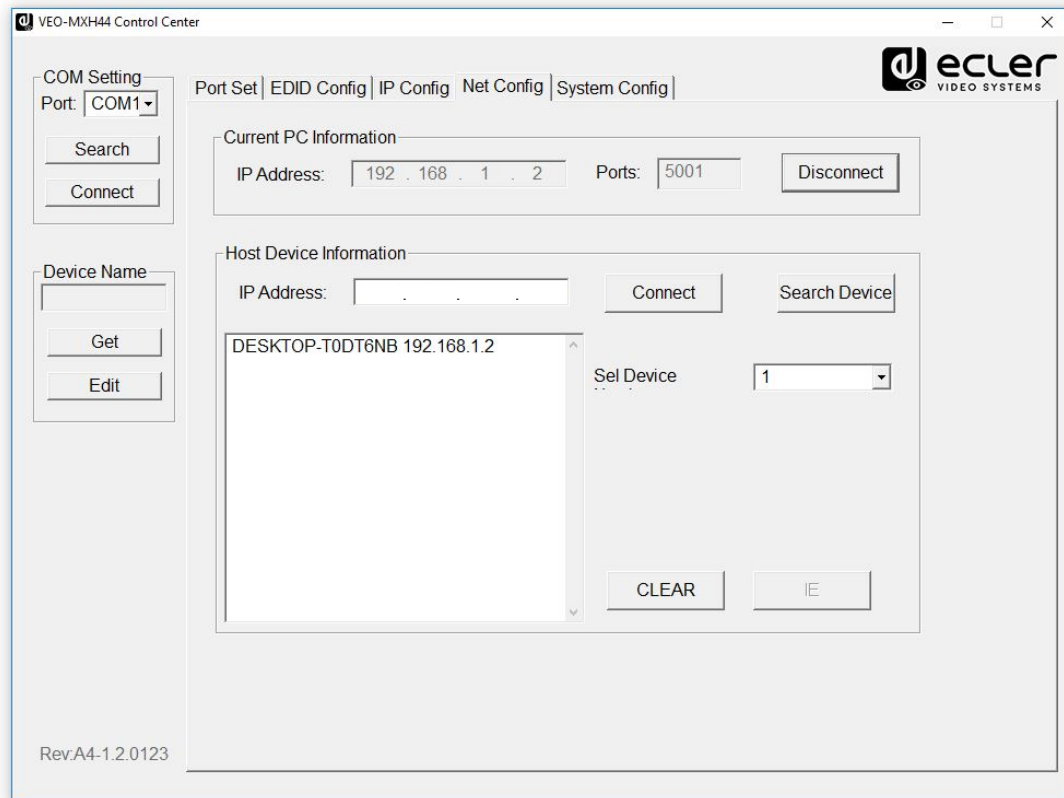 VEO-MXH44 Control Center
ecler
VIDEO SYSTEMS
COM Setting
Port: COM1
Search
Connect
Device Name
Get
Edit
Rev:A4-1.2.0123
Port Set EDID Config IP Config Net Config System Config
Current PC Information
IP Address: 192 . 168 . 1 . 2 Ports: 5001 Disconnect
Host Device Information
IP Address: . . . Connect Search Device
DESKTOP-T0DT6NB 192.168.1.2
Sel Device 1
CLEAR IE